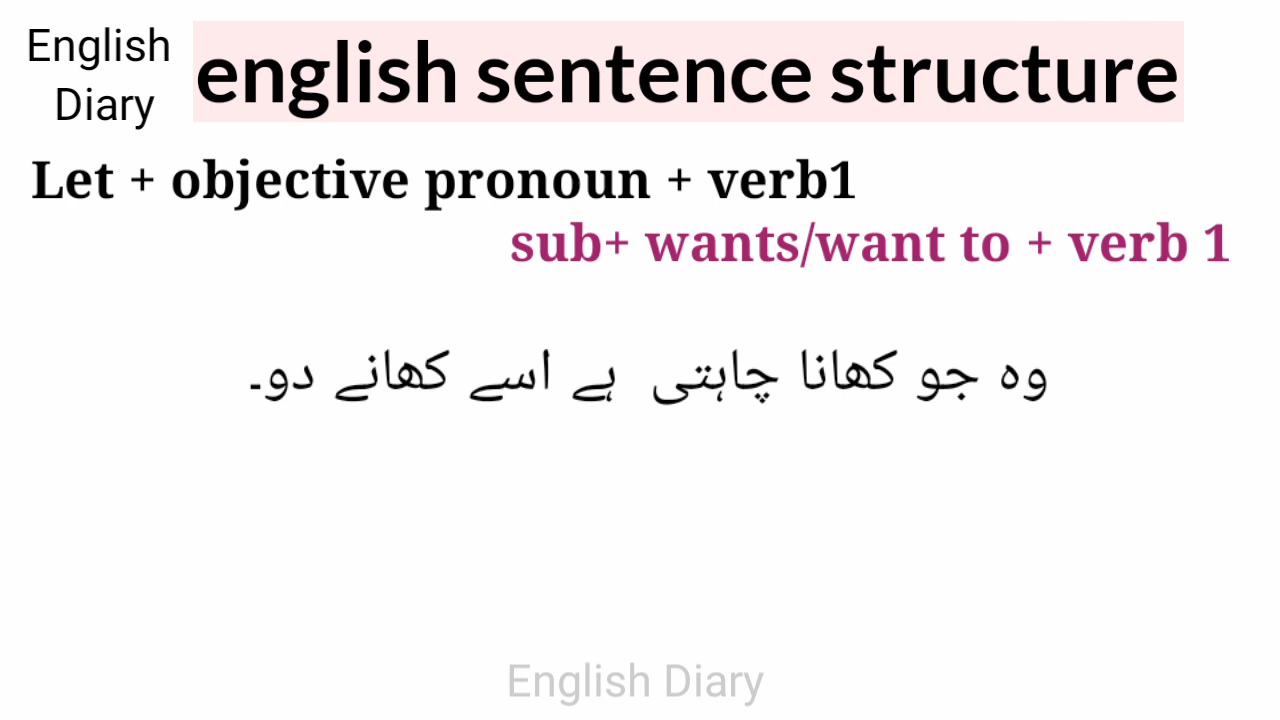 English
Diary
english sentence structure
Let + objective pronoun + verb1
sub+ wants/want to + verb 1
وہ جو کھانا چاہتی ہے اسے کھانے دو۔
English Diary